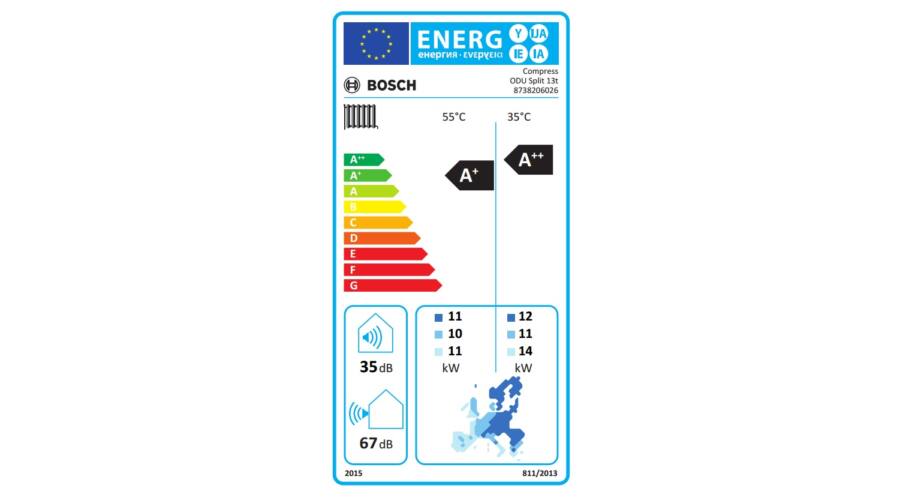 ENERG
Y UA
IE IA
енергия · ενεργεια
Compress
ODU Split 13t
8738206026
BOSCH
55°C 35°C
A++
A+
A
B
C
D
E
F
G
A+
A++
11 12
10 11
11 14
kW kW
35 dB
67 dB
2015 811/2013